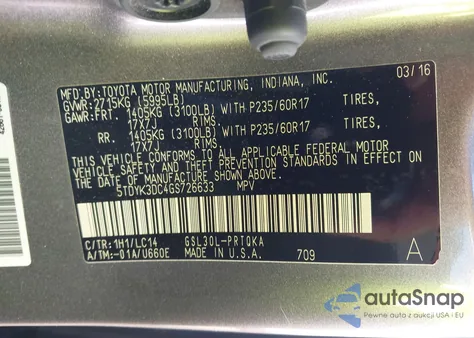 MFD.BY: TOYOTA MOTOR MANUFACTURING, INDIANA, INC.
03/16
GVWR: 2715KG (5995LB)
GAWR: FRT. 1405KG (3100LB) WITH P235/60R17 TIRES,
17X7J RIMS.
RR. 1405KG (3100LB) WITH P235/60R17 TIRES,
17X7J RIMS.
THIS VEHICLE CONFORMS TO ALL APPLICABLE FEDERAL MOTOR
VEHICLE SAFETY AND THEFT PREVENTION STANDARDS IN EFFECT
ON THE DATE OF MANUFACTURE SHOWN ABOVE.
5TDYK3DC4GS726633 MPV
C/TR: 1H1/LC14 GSL30L-PRTQKA
A/TM: -01A/U660E MADE IN U.S.A. 709 A
autoSnap
Pewne auta z aukcji USA i EU